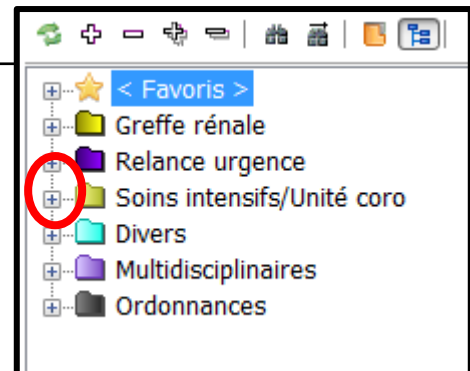 < Favoris >
Greffe rénale
Relance urgence
Soins intensifs/Unité coro
Divers
Multidisciplinaires
Ordonnances